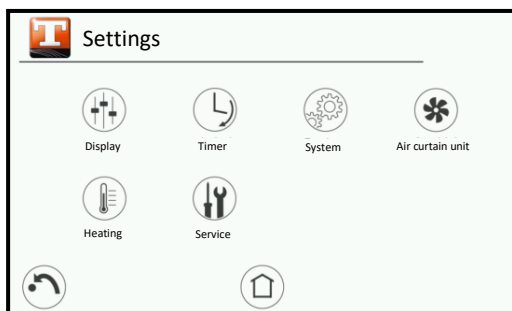 T Settings
Display Timer System Air curtain unit
Heating Service